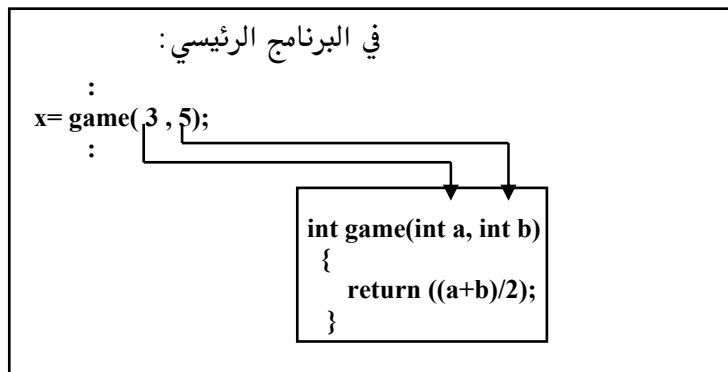 في البرنامج الرئيسي:
:
x= game( 3 , 5);
:
int game(int a, int b)
{
return ((a+b)/2);
}